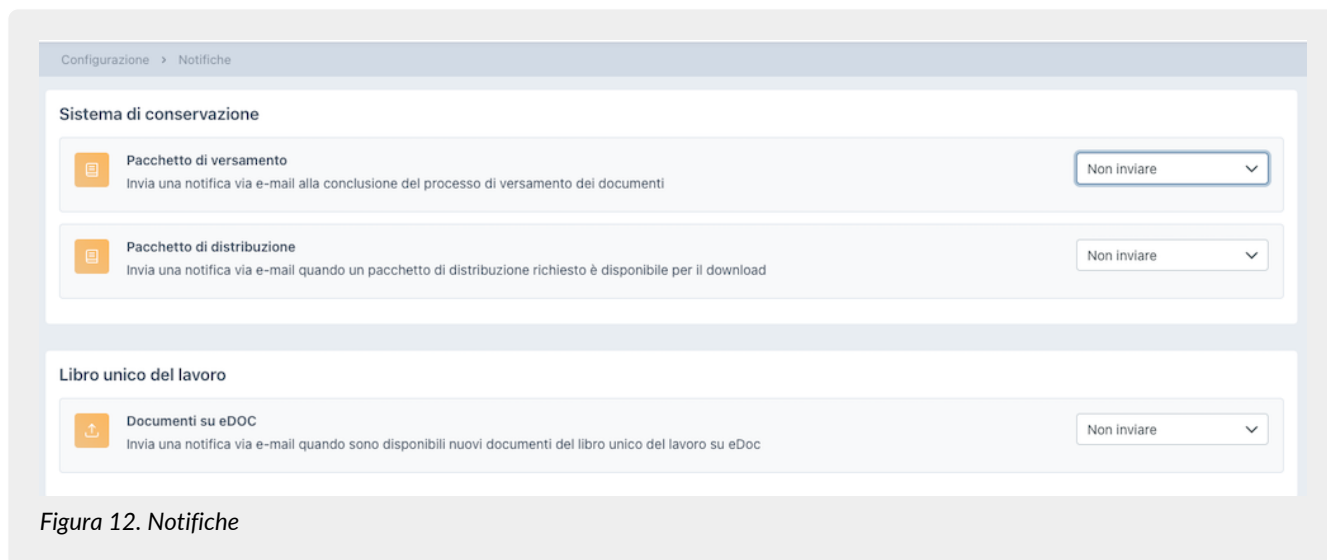 Configurazione › Notifiche
Sistema di conservazione
Pacchetto di versamento
Invia una notifica via e-mail alla conclusione del processo di versamento dei documenti
Non inviare
Pacchetto di distribuzione
Invia una notifica via e-mail quando un pacchetto di distribuzione richiesto è disponibile per il download
Non inviare
Libro unico del lavoro
Documenti su eDOC
Invia una notifica via e-mail quando sono disponibili nuovi documenti del libro unico del lavoro su eDoc
Non inviare
Figura 12. Notifiche